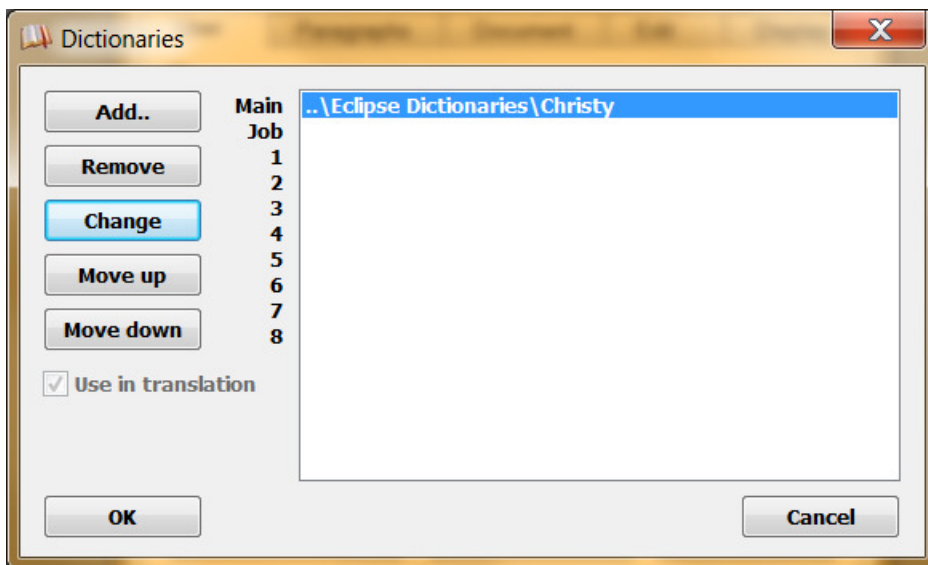 Dictionaries
X
Add..
Main
..\Eclipse Dictionaries\Christy
Job
Remove
1
2
Change
3
4
Move up
5
6
Move down
7
8
Use in translation
OK
Cancel